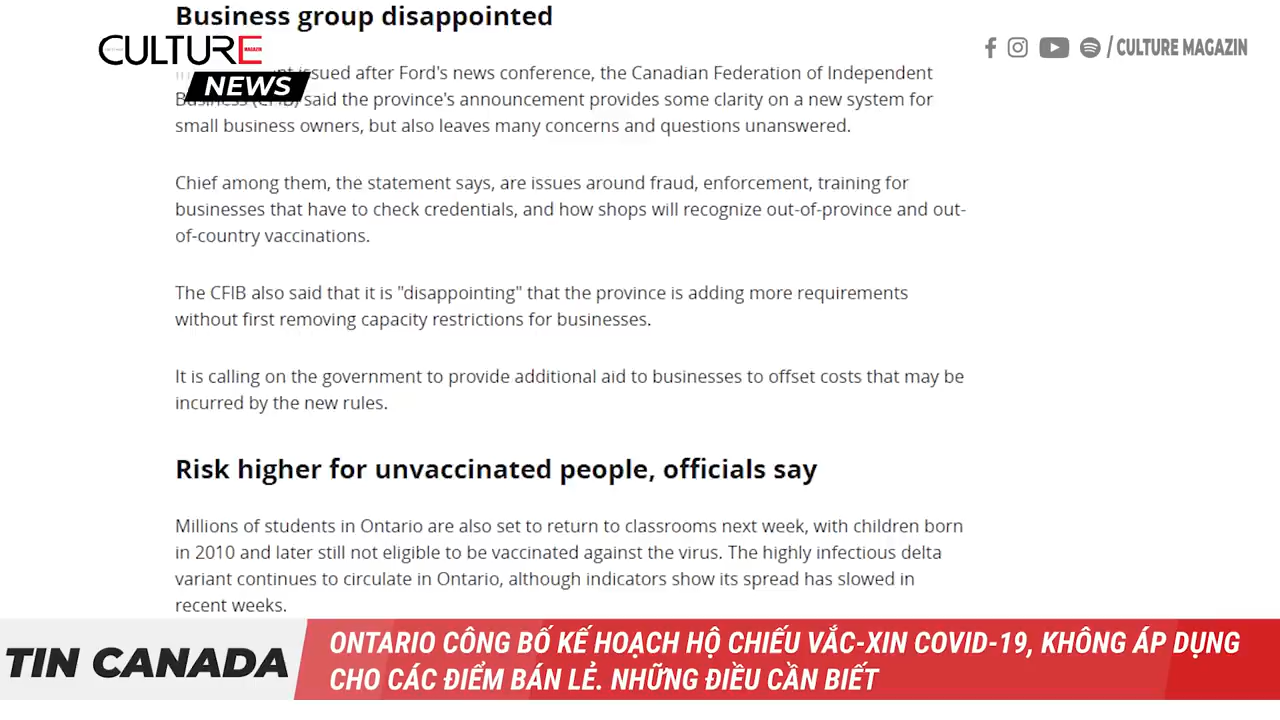 Business group disappointed
CULTURE
MAGAZIN
NEWS
/ CULTURE MAGAZIN
issued after Ford's news conference, the Canadian Federation of Independent
said the province's announcement provides some clarity on a new system for
small business owners, but also leaves many concerns and questions unanswered.
Chief among them, the statement says, are issues around fraud, enforcement, training for
businesses that have to check credentials, and how shops will recognize out-of-province and out-
of-country vaccinations.
The CFIB also said that it is "disappointing" that the province is adding more requirements
without first removing capacity restrictions for businesses.
It is calling on the government to provide additional aid to businesses to offset costs that may be
incurred by the new rules.
Risk higher for unvaccinated people, officials say
Millions of students in Ontario are also set to return to classrooms next week, with children born
in 2010 and later still not eligible to be vaccinated against the virus. The highly infectious delta
variant continues to circulate in Ontario, although indicators show its spread has slowed in
recent weeks.
TIN CANADA
ONTARIO CÔNG BỐ KẾ HOẠCH HỘ CHIẾU VẮC-XIN COVID-19, KHÔNG ÁP DỤNG
CHO CÁC ĐIỂM BÁN LẺ. NHỮNG ĐIỀU CẦN BIẾT